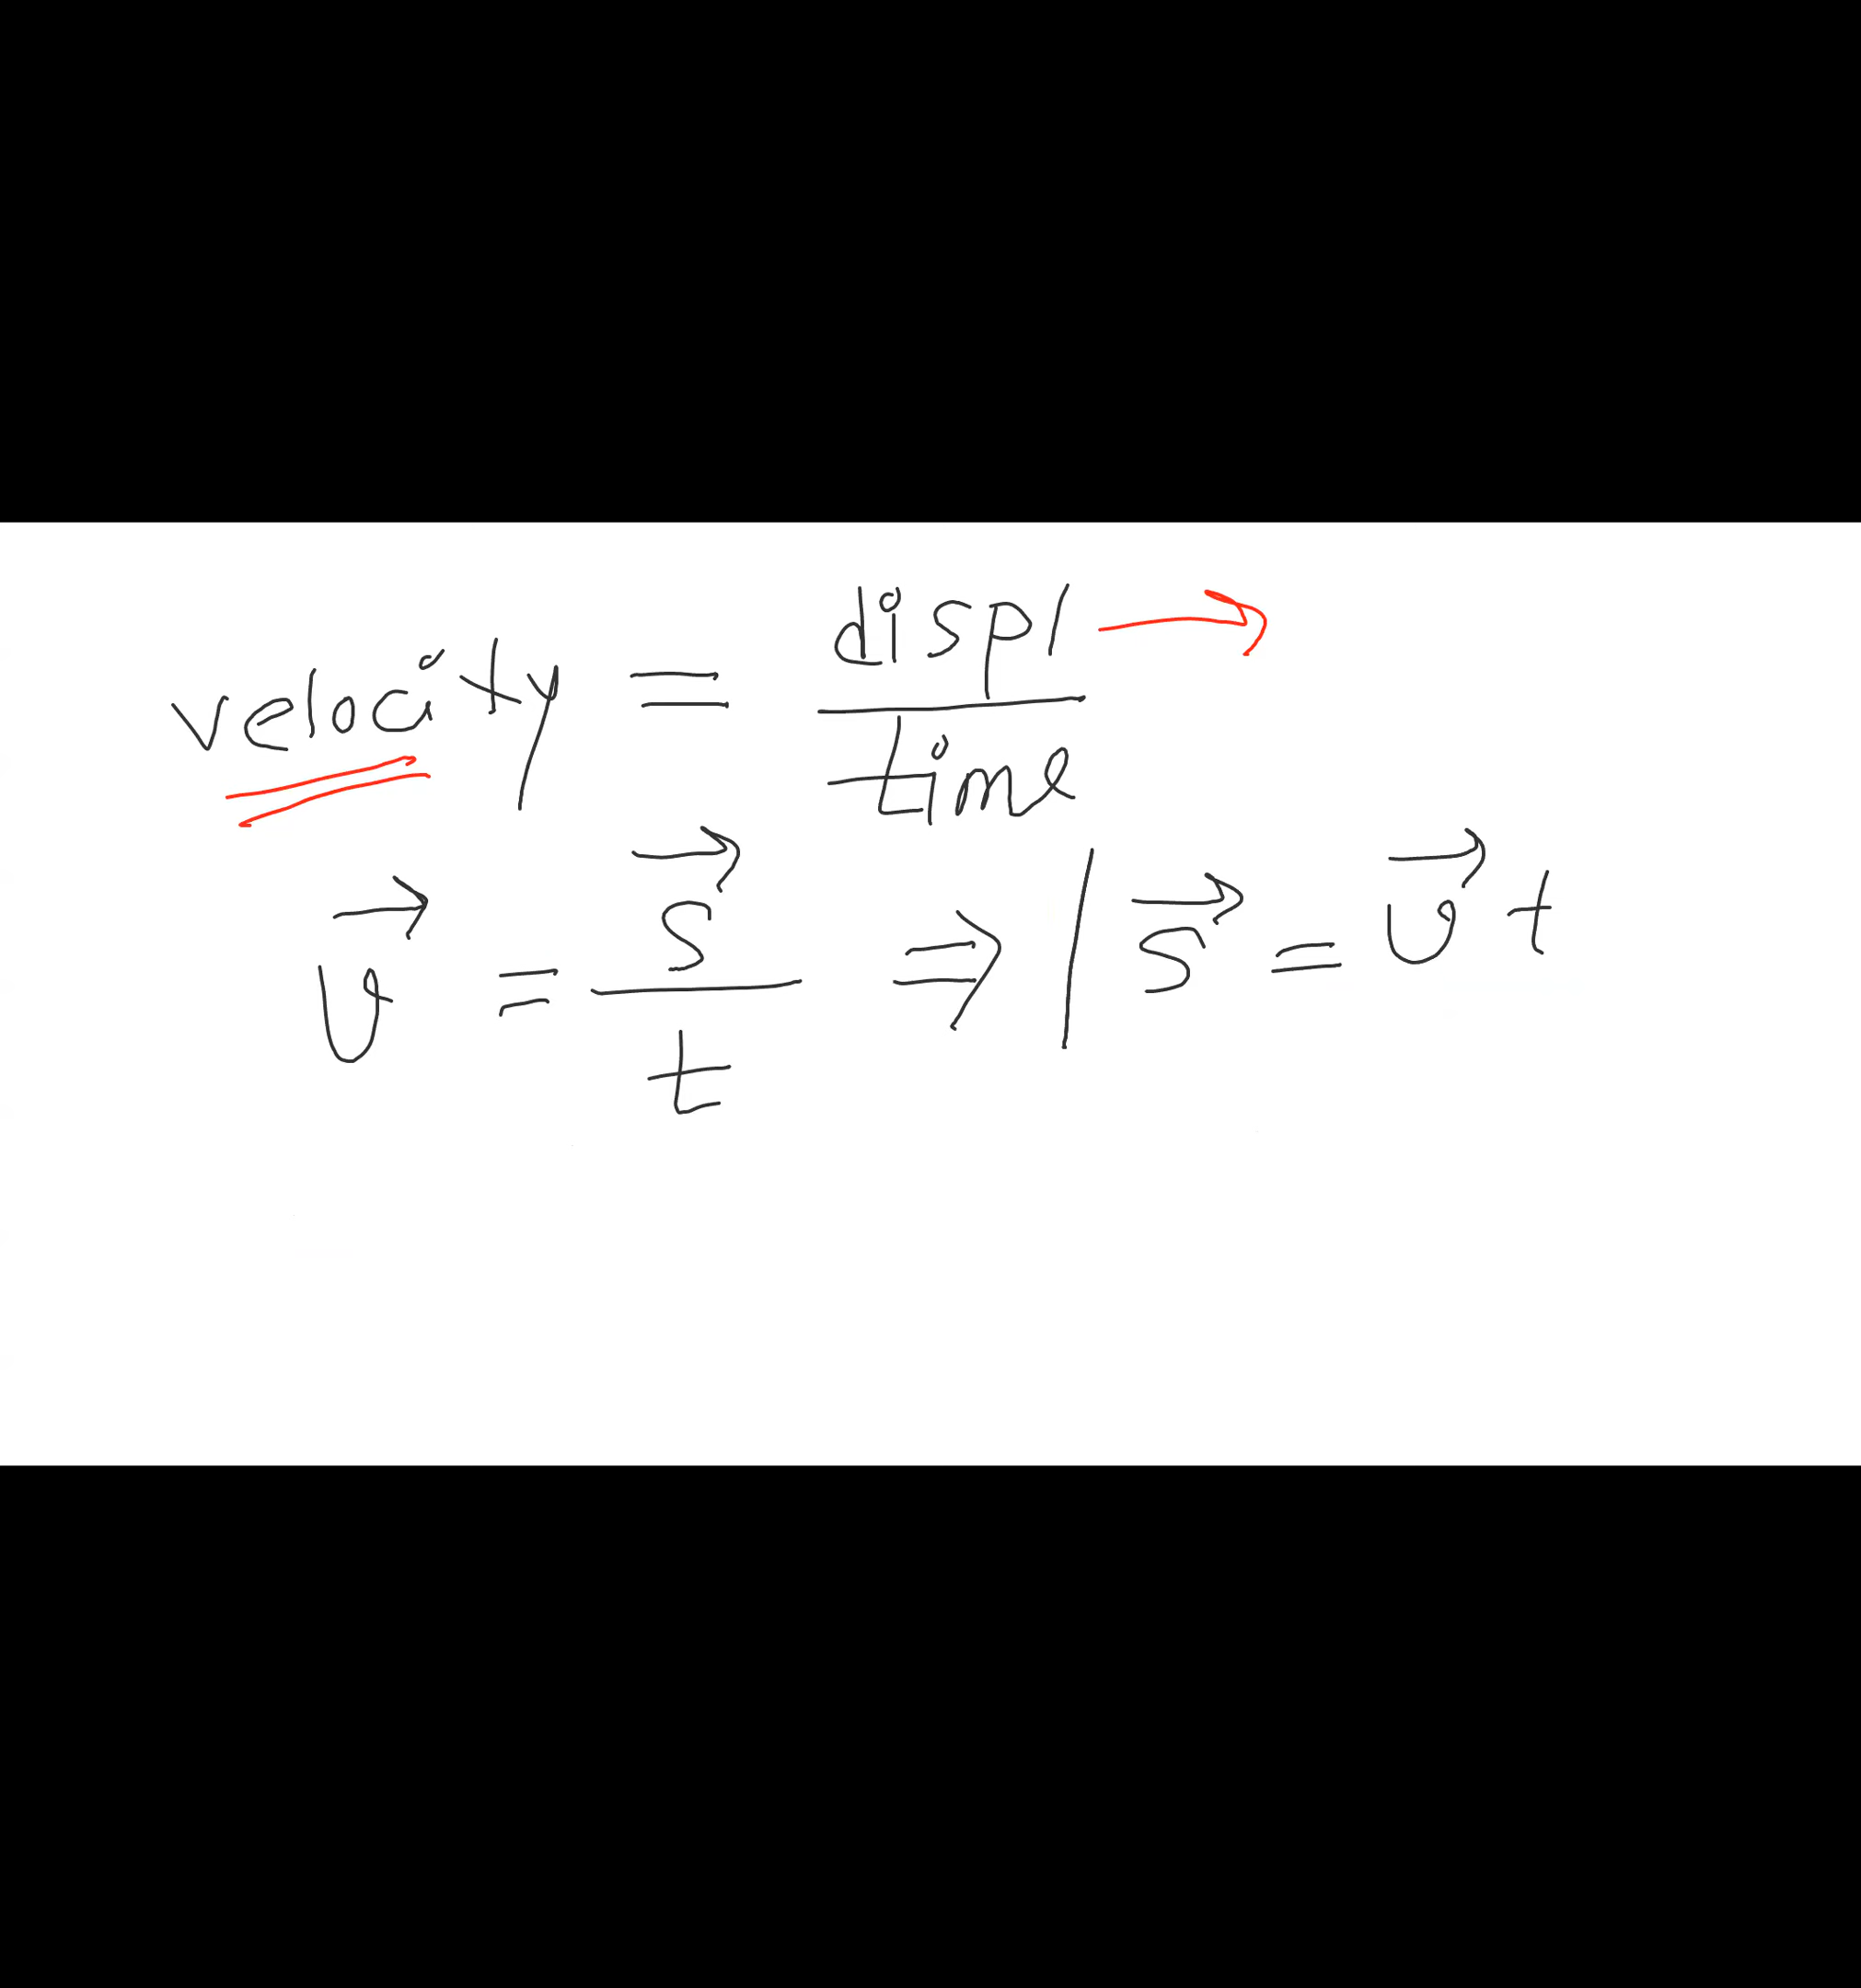 velocity = displ/time →
v⃗ = s⃗/t ⇒ | s⃗ = v⃗ t